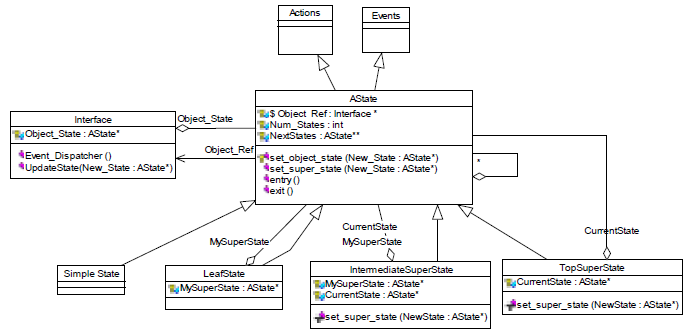 Actions
Events
AState
$ Object_Ref : Interface *
Num_States : int
NextStates : AState**
set_object_state (New_State : AState*)
set_super_state (New_State : AState*)
entry ()
exit ()
Interface
Object_State : AState*
Event_Dispatcher ()
UpdateState(New_State : AState*)
Object_State
Object_Ref
*
MySuperState
CurrentState
MySuperState
CurrentState
Simple State
LeafState
MySuperState : AState*
IntermediateSuperState
MySuperState : AState*
CurrentState : AState*
set_super_state (NewState : AState*)
TopSuperState
CurrentState : AState*
set_super_state (NewState : AState*)